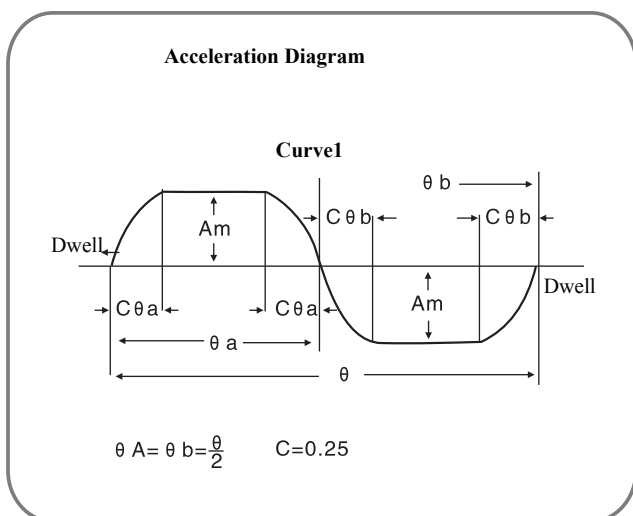 Acceleration Diagram
Curve1
θ b
C θ b
C θ b
Am
Dwell
Dwell
Am
C θ a
C θ a
θ a
θ
θ A= θ b= θ/2 C=0.25